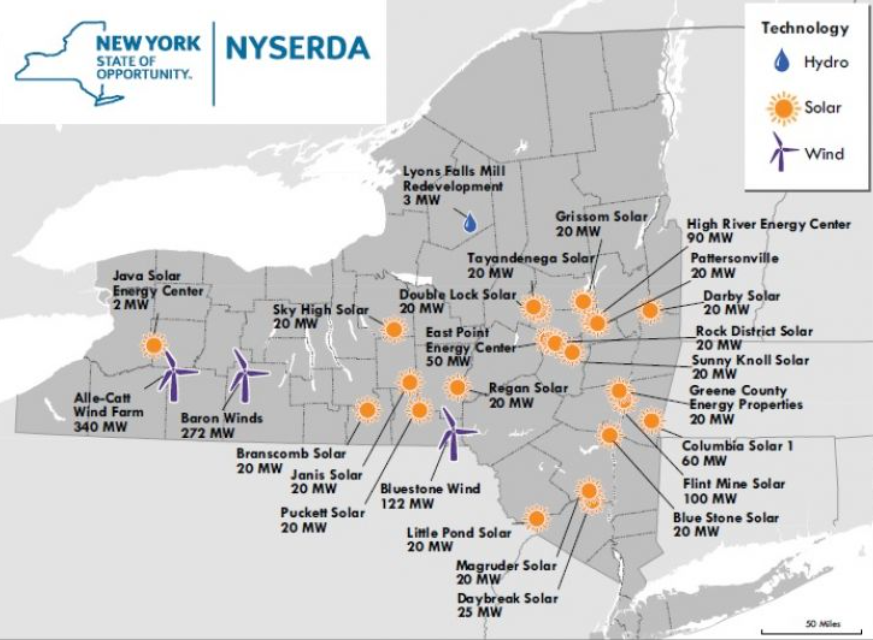 NEW YORK
STATE OF
OPPORTUNITY.
NYSERDA
Technology
Hydro
Solar
Wind
Lyons Falls Mill
Redevelopment
3 MW
Grissom Solar
20 MW
High River Energy Center
90 MW
Tayandenega Solar
20 MW
Pattersonville
20 MW
Java Solar
Energy Center
2 MW
Double Lock Solar
20 MW
Darby Solar
20 MW
Sky High Solar
20 MW
East Point
Energy Center
50 MW
Rock District Solar
20 MW
Sunny Knoll Solar
20 MW
Regan Solar
20 MW
Greene County
Energy Properties
20 MW
Alle-Catt
Wind Farm
340 MW
Baron Winds
272 MW
Columbia Solar 1
60 MW
Branscomb Solar
20 MW
Janis Solar
20 MW
Bluestone Wind
122 MW
Flint Mine Solar
100 MW
Puckett Solar
20 MW
Blue Stone Solar
20 MW
Little Pond Solar
20 MW
Magruder Solar
20 MW
Daybreak Solar
25 MW
50 Miles